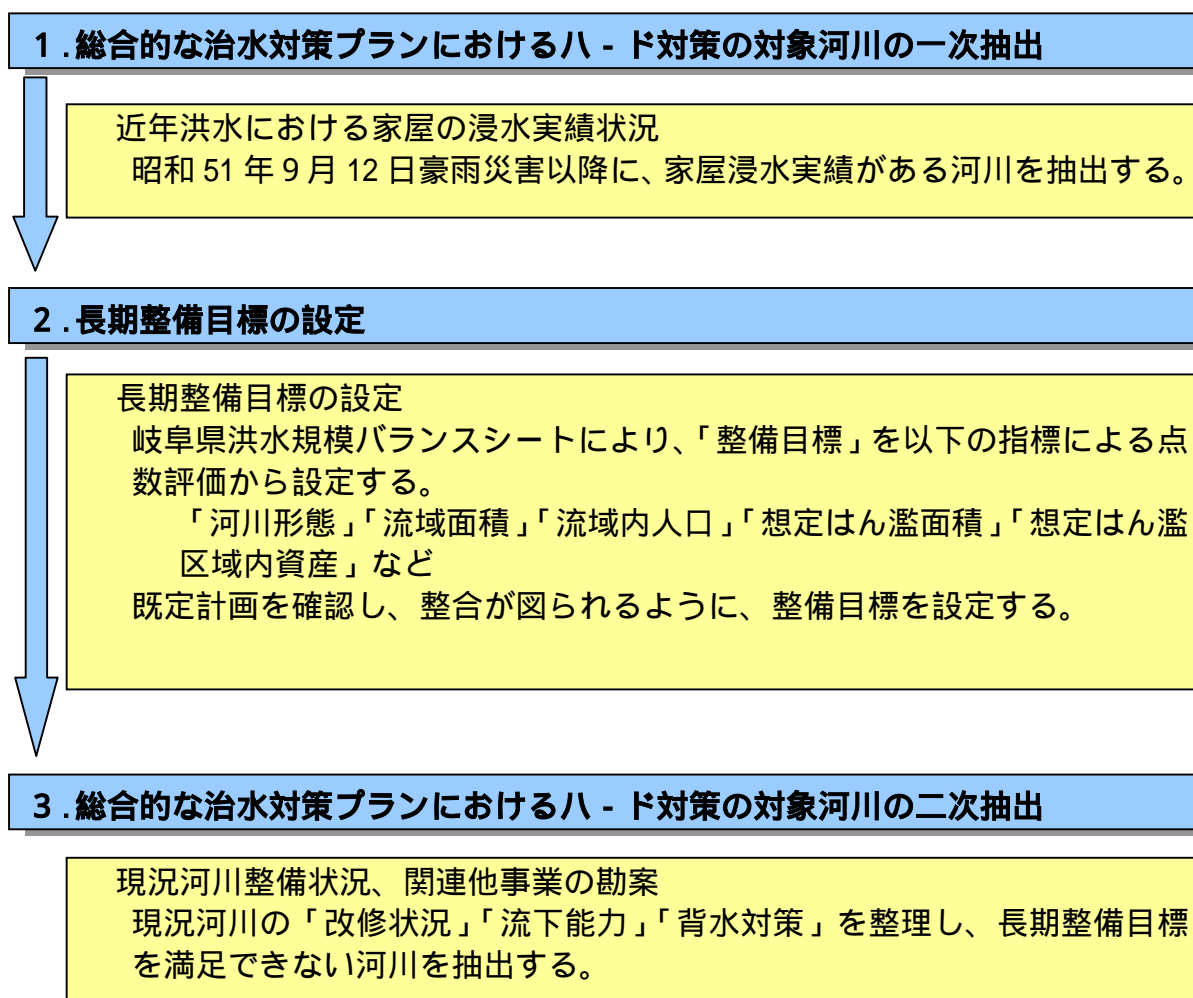 1.総合的な治水対策プランにおけるハ-ド対策の対象河川の一次抽出
近年洪水における家屋の浸水実績状況
昭和 51 年 9 月 12 日豪雨災害以降に、家屋浸水実績がある河川を抽出する。
2.長期整備目標の設定
長期整備目標の設定
岐阜県洪水規模バランスシートにより、「整備目標」を以下の指標による点
数評価から設定する。
「河川形態」「流域面積」「流域内人口」「想定はん濫面積」「想定はん濫
区域内資産」など
既定計画を確認し、整合が図られるように、整備目標を設定する。
3.総合的な治水対策プランにおけるハ-ド対策の対象河川の二次抽出
現況河川整備状況、関連他事業の勘案
現況河川の「改修状況」「流下能力」「背水対策」を整理し、長期整備目標
を満足できない河川を抽出する。